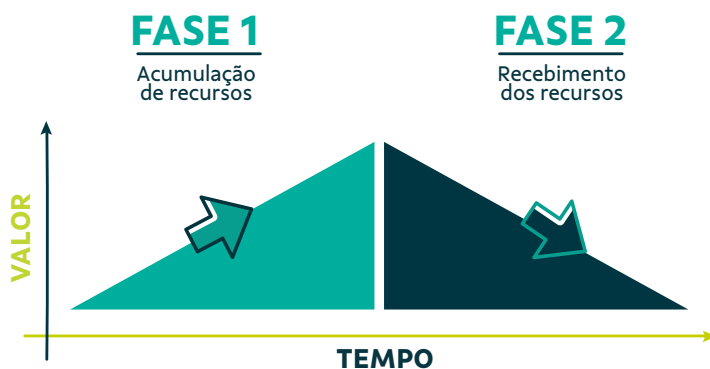 FASE 1
Acumulação
de recursos
FASE 2
Recebimento
dos recursos
VALOR
TEMPO